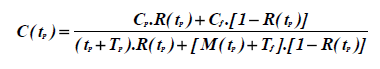 C(tₚ) = Cₚ.R(tₚ) + C_f.[1 − R(tₚ)] / (tₚ + Tₚ).R(tₚ) + [M(tₚ) + T_f].[1 − R(tₚ)]